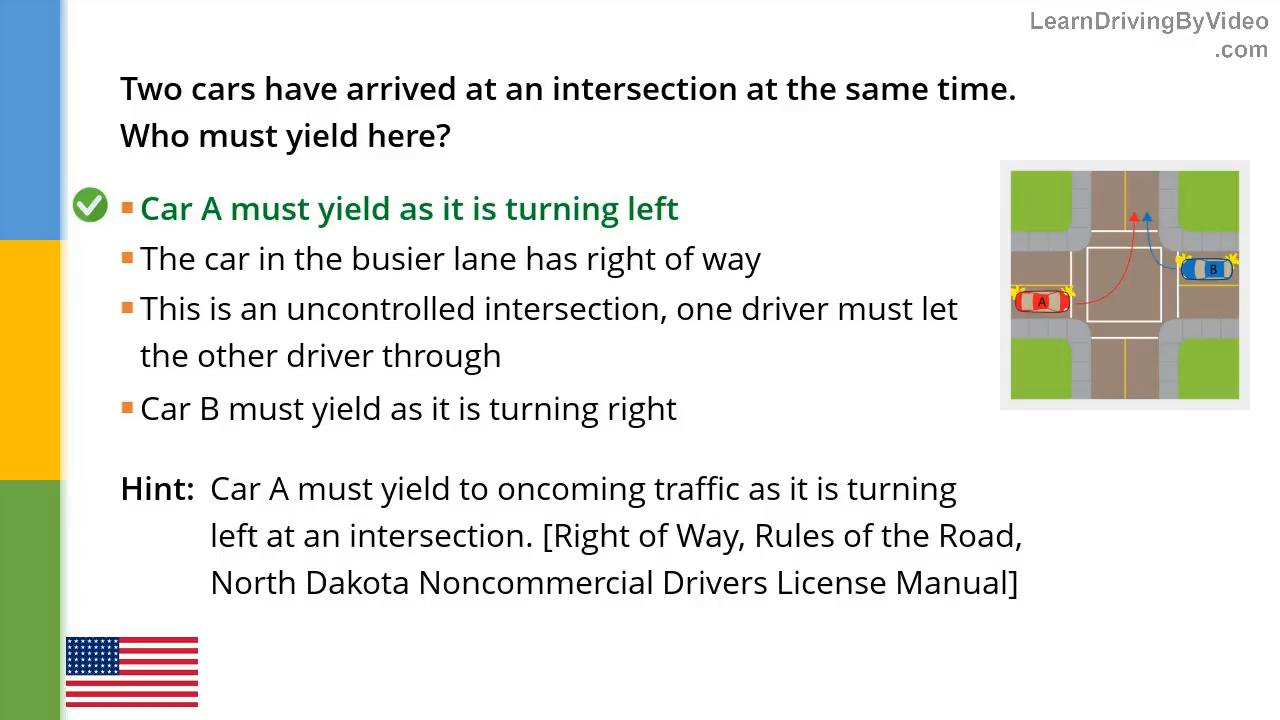 LearnDrivingByVideo
.com
Two cars have arrived at an intersection at the same time.
Who must yield here?
Car A must yield as it is turning left
The car in the busier lane has right of way
This is an uncontrolled intersection, one driver must let
the other driver through
Car B must yield as it is turning right
B
A
Hint: Car A must yield to oncoming traffic as it is turning
left at an intersection. [Right of Way, Rules of the Road,
North Dakota Noncommercial Drivers License Manual]